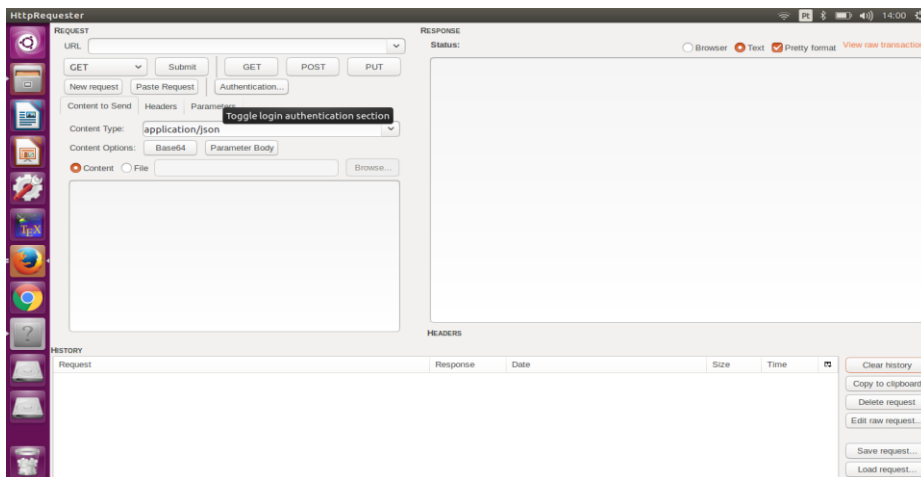 HttpRequester
Pt
14:00
REQUEST
URL
GET Submit GET POST PUT
New request Paste Request Authentication...
Content to Send Headers Parameters
Toggle login authentication section
Content Type: application/json
Content Options: Base64 Parameter Body
Content File Browse...
RESPONSE
Status:
Browser Text Pretty format View raw transaction
HEADERS
HISTORY
Request Response Date Size Time
Clear history
Copy to clipboard
Delete request
Edit raw request...
Save request...
Load request...
TEX
?